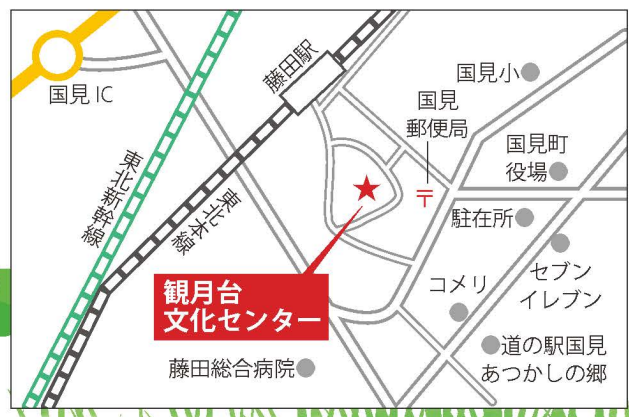 国見 IC
東北新幹線
東北本線
藤田駅
国見小
国見
郵便局
〒
国見町
役場
駐在所
セブン
イレブン
コメリ
道の駅国見
あつかしの郷
観月台
文化センター
藤田総合病院